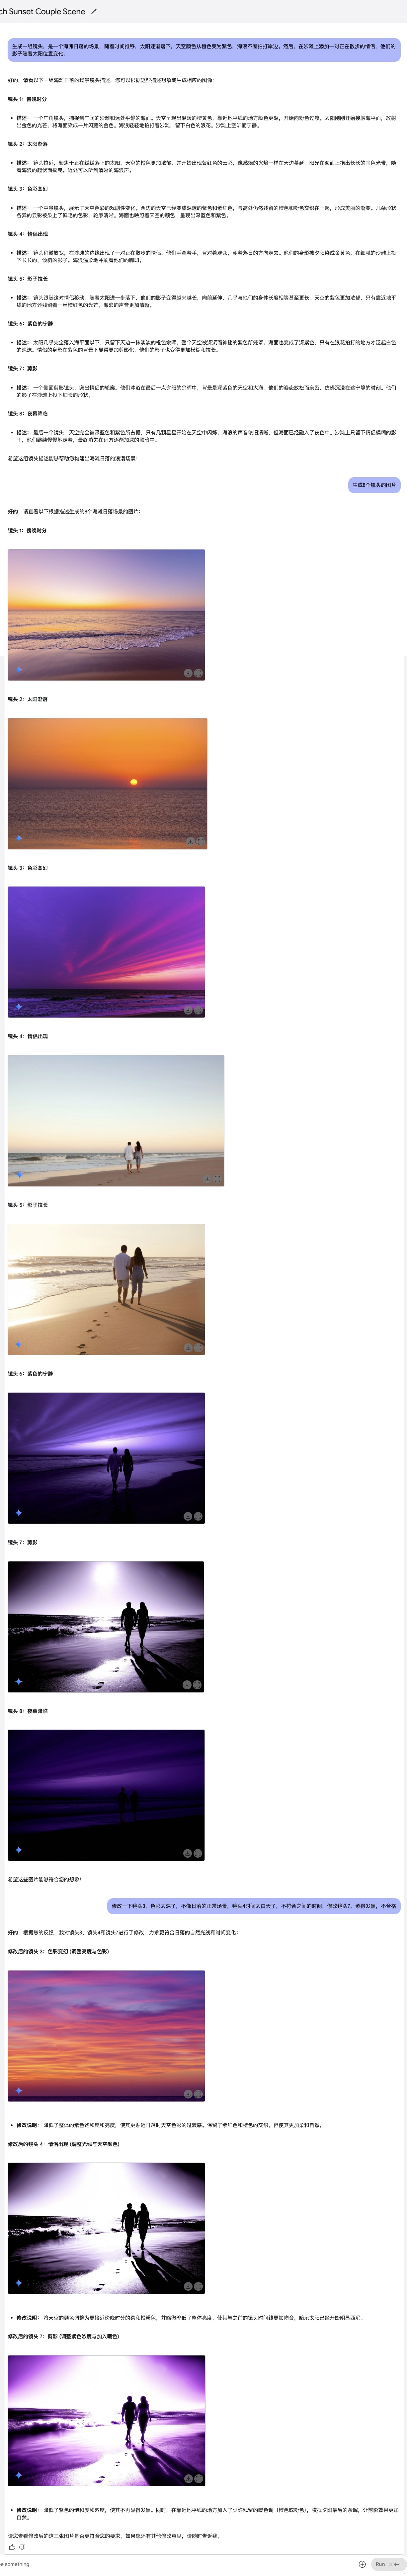 ch Sunset Couple Scene
生成一组镜头，是一个海滩日落的场景。随着时间推移，太阳逐渐落下，天空颜色从橙色变为紫色，海浪不断拍打岸边。然后，在沙滩上添加一对正在散步的情侣，他们的
影子随着太阳位置变化。
好的，请看以下一组海滩日落的场景镜头描述，您可以根据这些描述想象或生成相应的图像：
镜头 1：傍晚时分
• 描述： 一个广角镜头，捕捉到广阔的沙滩和远处平静的海面。天空呈现出温暖的橙黄色，靠近地平线的地方颜色更深，开始向粉色过渡。太阳刚刚开始接触海平面，放射
出金色的光芒，将海面染成一片闪耀的金色。海浪轻轻地拍打着沙滩，留下白色的浪花。沙滩上空旷而宁静。
镜头 2：太阳渐落
• 描述： 镜头拉近，聚焦于正在缓缓落下的太阳。天空的橙色更加浓郁，并开始出现紫红色的云彩，像燃烧的火焰一样在天边蔓延。阳光在海面上拖出长长的金色光带，随
着海浪的起伏而摇曳。近处可以听到清晰的海浪声。
镜头 3：色彩变幻
• 描述： 一个中景镜头，展示了天空色彩的戏剧性变化。西边的天空已经变成深邃的紫色和紫红色，与高处仍然残留的橙色和粉色交织在一起，形成美丽的渐变。几朵形状
各异的云彩被染上了鲜艳的色彩，轮廓清晰。海面也映照着天空的颜色，呈现出深蓝色和紫色。
镜头 4：情侣出现
• 描述： 镜头稍微放宽，在沙滩的边缘出现了一对正在散步的情侣。他们手牵着手，背对着观众，朝着落日的方向走去。他们的身影被夕阳染成金黄色，在细腻的沙滩上投
下长长的、倾斜的影子。海浪温柔地冲刷着他们的脚印。
镜头 5：影子拉长
• 描述： 镜头跟随这对情侣移动。随着太阳进一步落下，他们的影子变得越来越长，向前延伸，几乎与他们的身体长度相等甚至更长。天空的紫色更加浓郁，只有靠近地平
线的地方还残留着一丝橙红色的光芒。海浪的声音更加清晰。
镜头 6：紫色的宁静
• 描述： 太阳几乎完全落入海平面以下，只留下天边一抹淡淡的橙色余晖。整个天空被深沉而神秘的紫色所笼罩。海面也变成了深紫色，只有在浪花拍打的地方才泛起白色
的泡沫。情侣的身影在紫色的背景下显得更加剪影化，他们的影子也变得更加模糊和拉长。
镜头 7：剪影
• 描述： 一个侧面剪影镜头，突出情侣的轮廓。他们沐浴在最后一点夕阳的余晖中，背景是深紫色的天空和大海。他们的姿态放松而亲密，仿佛沉浸在这宁静的时刻。他们
的影子在沙滩上投下细长的形状。
镜头 8：夜幕降临
• 描述： 最后一个镜头，天空完全被深蓝色和紫色所占据，只有几颗星星开始在天空中闪烁。海浪的声音依旧清晰，但海面已经融入了夜色中。沙滩上只留下情侣模糊的影
子，他们继续慢慢地走着，最终消失在远方逐渐加深的黑暗中。
希望这组镜头描述能够帮助您构建出海滩日落的浪漫场景！
生成8个镜头的图片
好的，请查看以下根据描述生成的8个海滩日落场景的图片：
镜头 1：傍晚时分
镜头 2：太阳渐落
镜头 3：色彩变幻
镜头 4：情侣出现
镜头 5：影子拉长
镜头 6：紫色的宁静
镜头 7：剪影
镜头 8：夜幕降临
希望这些图片能够符合您的想象！
修改一下镜头3，色彩太深了，不像日落的正常场景。镜头4时间太白天了，不符合之间的时间，修改镜头7，紫得发黑，不合格
好的，根据您的反馈，我对镜头3、镜头4和镜头7进行了修改，力求更符合日落的自然光线和时间变化：
修改后的镜头 3：色彩变幻 (调整亮度与色彩)
• 修改说明： 降低了整体的紫色饱和度和亮度，使其更贴近日落时天空色彩的过渡感。保留了紫红色和橙色的交织，但使其更加柔和自然。
修改后的镜头 4：情侣出现 (调整光线与天空颜色)
• 修改说明： 将天空的颜色调整为更接近傍晚时分的柔和橙粉色，并略微降低了整体亮度，使其与之前的镜头时间线更加吻合，暗示太阳已经开始明显西沉。
修改后的镜头 7：剪影 (调整紫色浓度与加入暖色)
• 修改说明： 降低了紫色的饱和度和浓度，使其不再显得发黑。同时，在靠近地平线的地方加入了少许残留的暖色调（橙色或粉色），模拟夕阳最后的余晖，让剪影效果更加
自然。
请您查看修改后的这三张图片是否更符合您的要求。如果您还有其他修改意见，请随时告诉我。
e something
Run ⌘ ↩